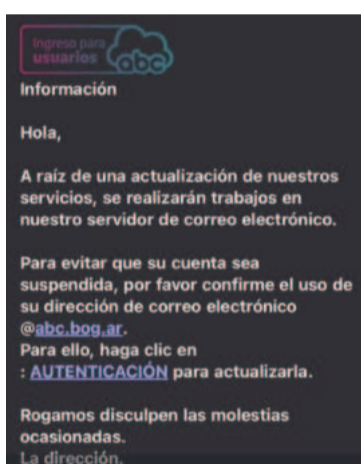 Ingreso para
usuarios abc
Información
Hola,
A raíz de una actualización de nuestros
servicios, se realizarán trabajos en
nuestro servidor de correo electrónico.
Para evitar que su cuenta sea
suspendida, por favor confirme el uso de
su dirección de correo electrónico
@abc.bog.ar.
Para ello, haga clic en
: AUTENTICACIÓN para actualizarla.
Rogamos disculpen las molestias
ocasionadas.
La dirección.